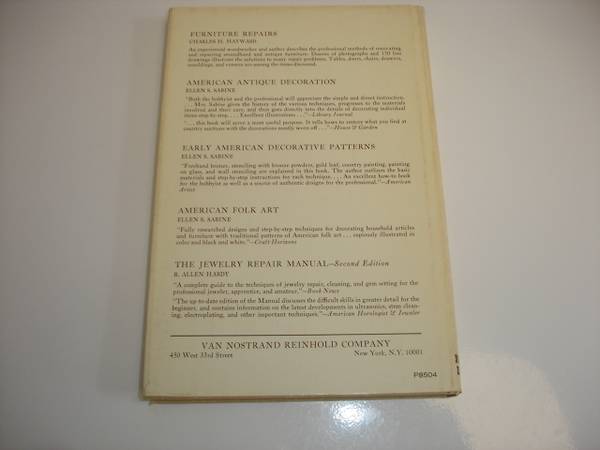 FURNITURE REPAIRS
CHARLES H. HAYWARD
An experienced woodworker and author describes the professional methods of renovating
and repairing secondhand and antique furniture. Dozens of photographs and 150 line
drawings illustrate the solutions to many repair problems. Tables, doors, chairs, drawers,
mouldings, and veneer are among the items discussed.
AMERICAN ANTIQUE DECORATION
ELLEN S. SABINE
"Both the hobbyist and the professional will appreciate the simple and direct instruction.
. . . Mrs. Sabine gives the history of the various techniques, progresses to the materials
involved and their care, and then goes directly into the details of decorating individual
items step-by-step. . . . Excellent illustrations . . ."—Library Journal
". . . this book will serve a most useful purpose. It tells how to restore what you find at
country auctions with the decorations mostly worn off . . ."—House & Garden
EARLY AMERICAN DECORATIVE PATTERNS
ELLEN S. SABINE
"Freehand bronze, stenciling with bronze powders, gold leaf, country painting, painting
on glass, and wall stenciling are explained in this book. The author outlines the basic
materials and step-by-step instructions for each technique. . . . An excellent how-to book
for the hobbyist as well as a source of authentic designs for the professional."—American
Artist
AMERICAN FOLK ART
ELLEN S. SABINE
"Fully researched designs and step-by-step techniques for decorating household articles
and furniture with traditional patterns of American folk art . . . copiously illustrated in
color and black and white."—Craft Horizons
THE JEWELRY REPAIR MANUAL—Second Edition
R. ALLEN HARDY
"A complete guide to the techniques of jewelry repair, cleaning, and gem setting for the
professional jeweler, apprentice, and amateur."—Book News
"The up-to-date edition of the Manual discusses the difficult skills in greater detail for the
beginner, and contains information on the latest developments in ultrasonics, steam clean-
ing, electroplating, and other important techniques."—American Horologist & Jeweler
VAN NOSTRAND REINHOLD COMPANY
450 West 33rd Street New York, N.Y. 10001
P8504